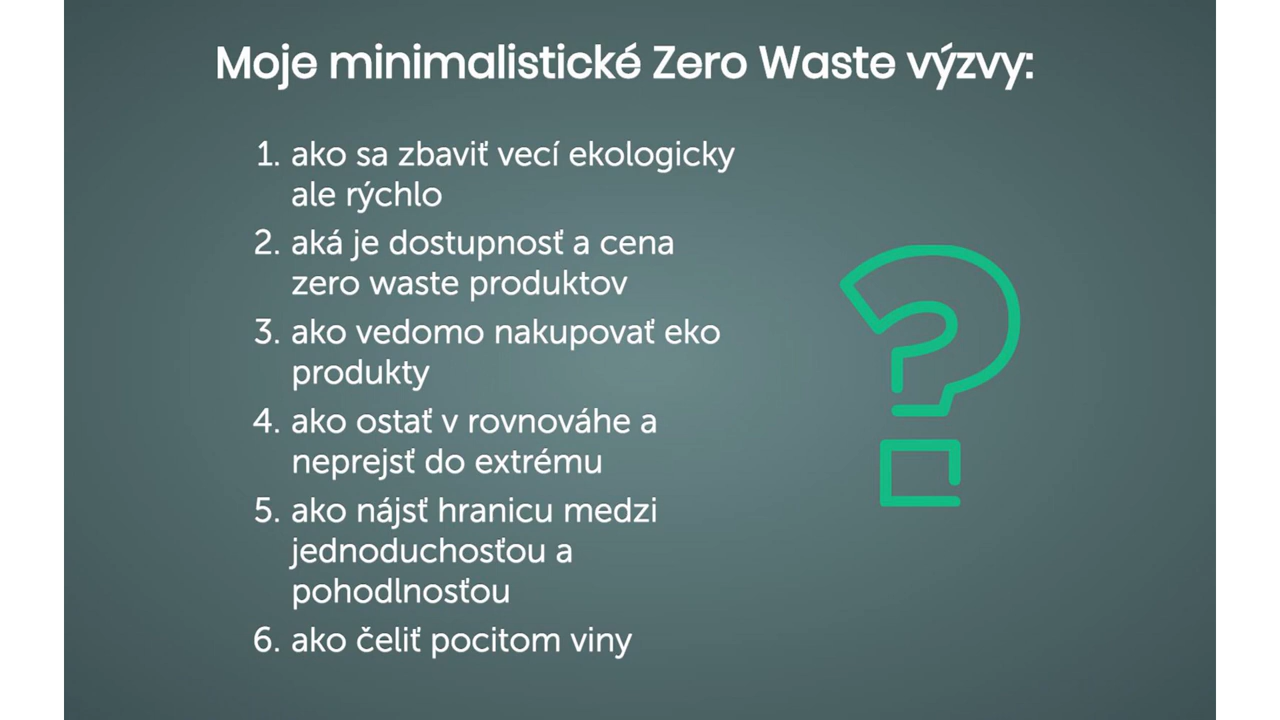 Moje minimalistické Zero Waste výzvy:
1. ako sa zbaviť vecí ekologicky
ale rýchlo
2. aká je dostupnosť a cena
zero waste produktov
3. ako vedomo nakupovať eko
produkty
4. ako ostať v rovnováhe a
neprejsť do extrému
5. ako nájsť hranicu medzi
jednoduchosťou a
pohodlnosťou
6. ako čeliť pocitom viny